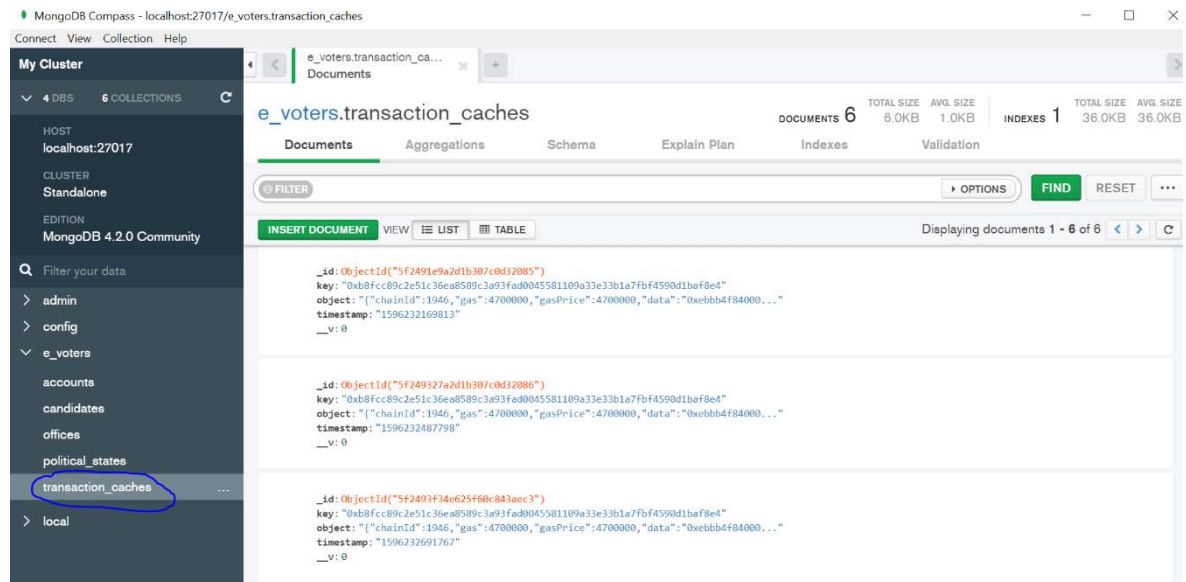 MongoDB Compass - localhost:27017/e_voters.transaction_caches
Connect View Collection Help
My Cluster
4 DBS 6 COLLECTIONS
HOST
localhost:27017
CLUSTER
Standalone
EDITION
MongoDB 4.2.0 Community
Filter your data
admin
config
e_voters
accounts
candidates
offices
political_states
transaction_caches ...
local
e_voters.transaction_ca...
Documents
e_voters.transaction_caches
DOCUMENTS 6 TOTAL SIZE 6.0KB AVG. SIZE 1.0KB INDEXES 1 TOTAL SIZE 36.0KB AVG. SIZE 36.0KB
Documents Aggregations Schema Explain Plan Indexes Validation
FILTER OPTIONS FIND RESET ...
INSERT DOCUMENT VIEW LIST TABLE Displaying documents 1 - 6 of 6
_id: ObjectId("5f2491e9a2d1b307c0d32085")
key: "0xb8fcc89c2e51c36ea8589c3a93fad0045581109a33e33b1a7fbf4590d1baf8e4"
object: "{"chainId":1946,"gas":4700000,"gasPrice":4700000,"data":"0xebbb4f84000..."
timestamp: "1596232169813"
__v: 0
_id: ObjectId("5f249327a2d1b307c0d32086")
key: "0xb8fcc89c2e51c36ea8589c3a93fad0045581109a33e33b1a7fbf4590d1baf8e4"
object: "{"chainId":1946,"gas":4700000,"gasPrice":4700000,"data":"0xebbb4f84000..."
timestamp: "1596232487798"
__v: 0
_id: ObjectId("5f2493f34e625f60c843aec3")
key: "0xb8fcc89c2e51c36ea8589c3a93fad0045581109a33e33b1a7fbf4590d1baf8e4"
object: "{"chainId":1946,"gas":4700000,"gasPrice":4700000,"data":"0xebbb4f84000..."
timestamp: "1596232691767"
__v: 0